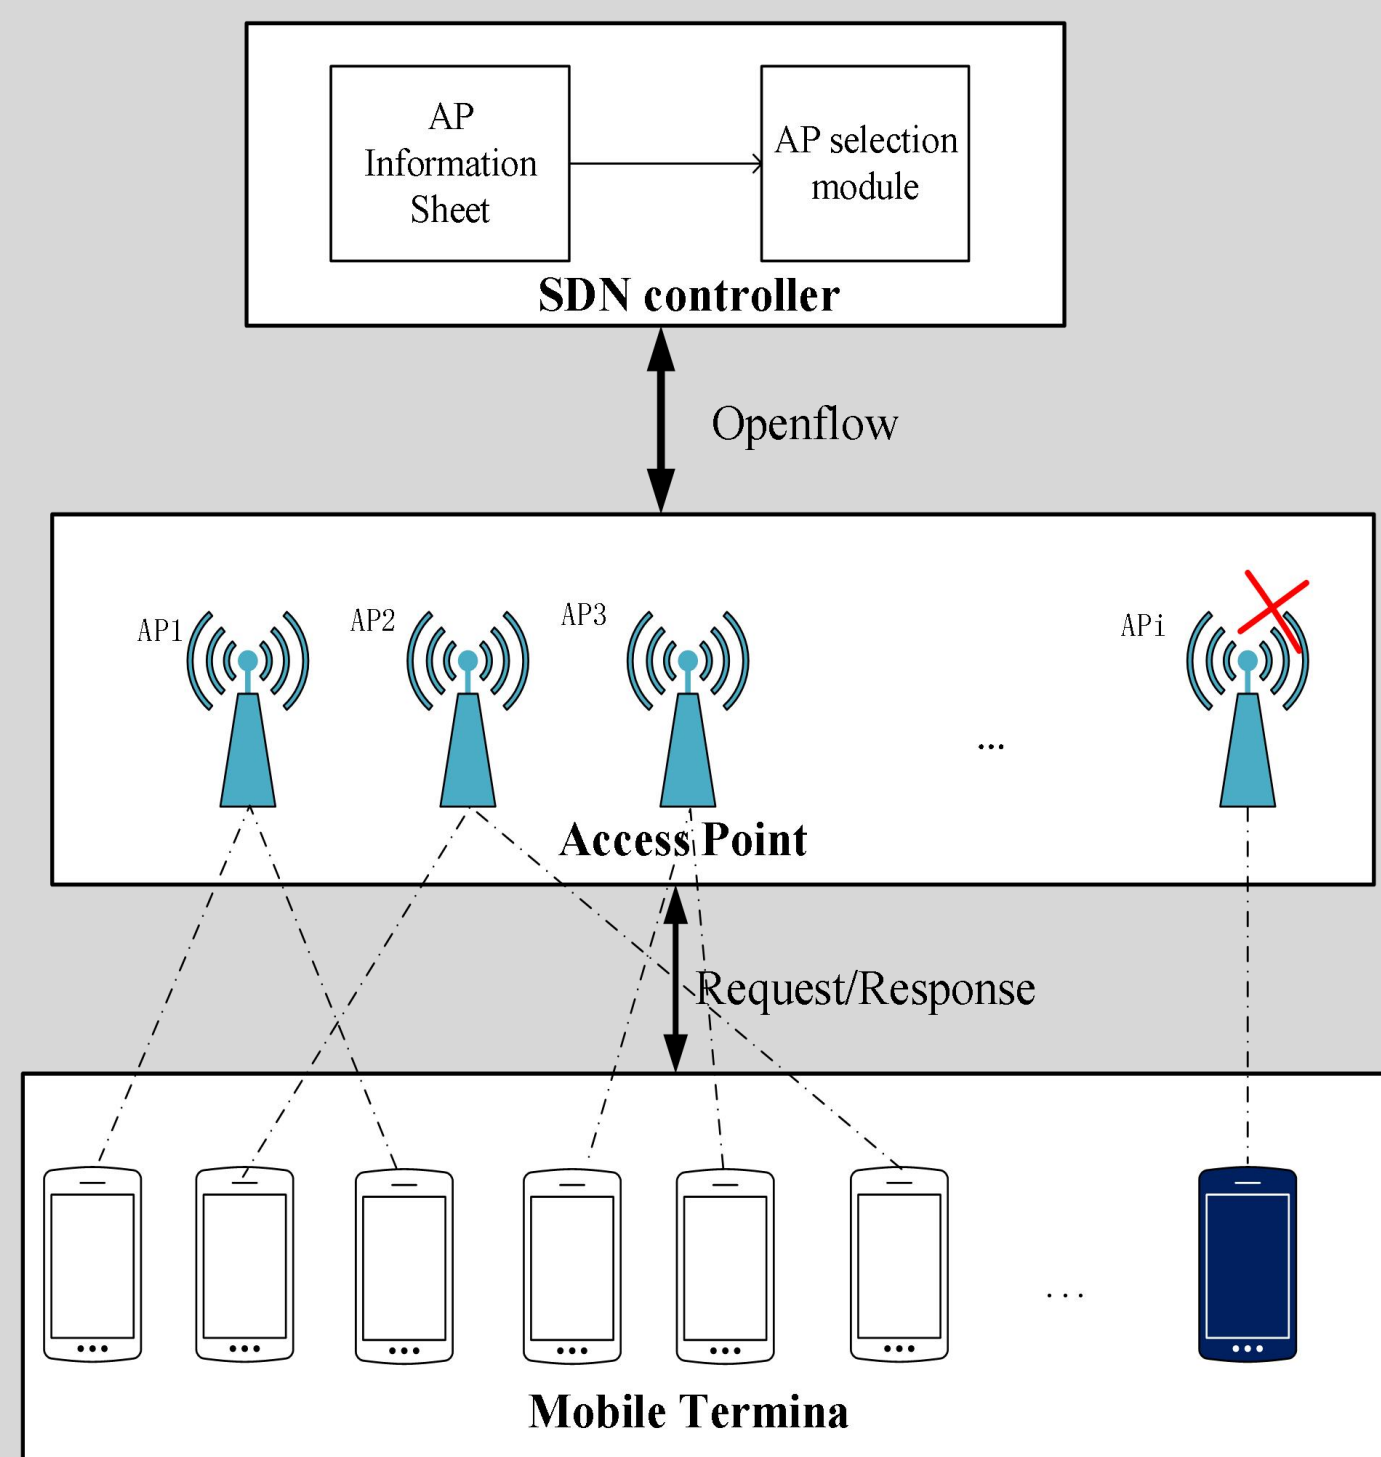 AP
Information
Sheet
AP selection
module
SDN controller
Openflow
AP1
AP2
AP3
APi
...
Access Point
Request/Response
...
Mobile Termina